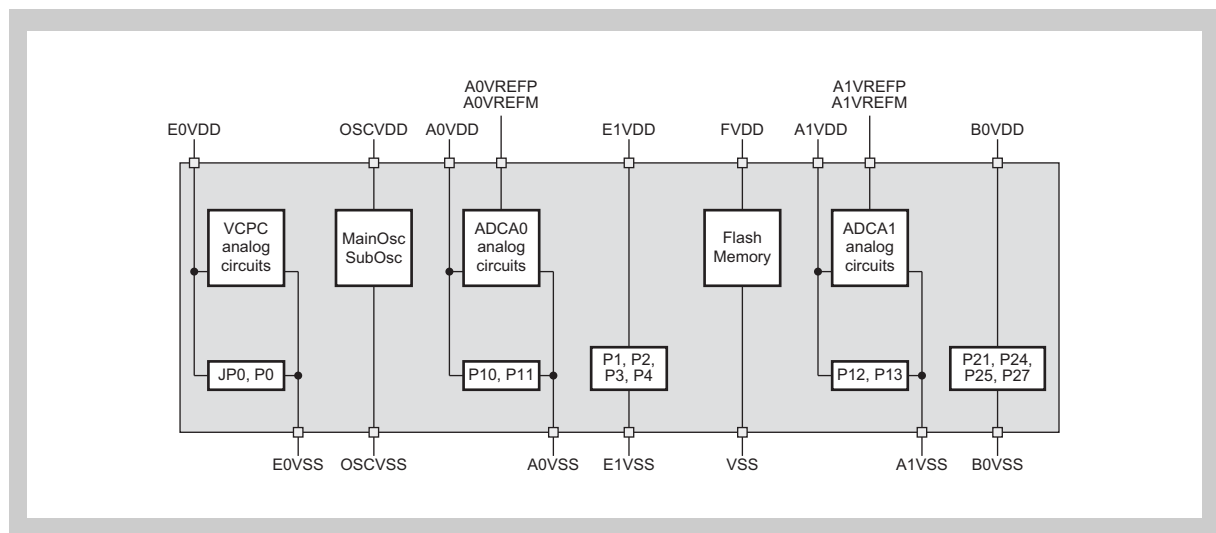 A0VREFP
A0VREFM
A1VREFP
A1VREFM
E0VDD
OSCVDD
A0VDD
E1VDD
FVDD
A1VDD
B0VDD
VCPC
analog
circuits
MainOsc
SubOsc
ADCA0
analog
circuits
Flash
Memory
ADCA1
analog
circuits
JP0, P0
P10, P11
P1, P2,
P3, P4
P12, P13
P21, P24,
P25, P27
E0VSS
OSCVSS
A0VSS
E1VSS
VSS
A1VSS
B0VSS